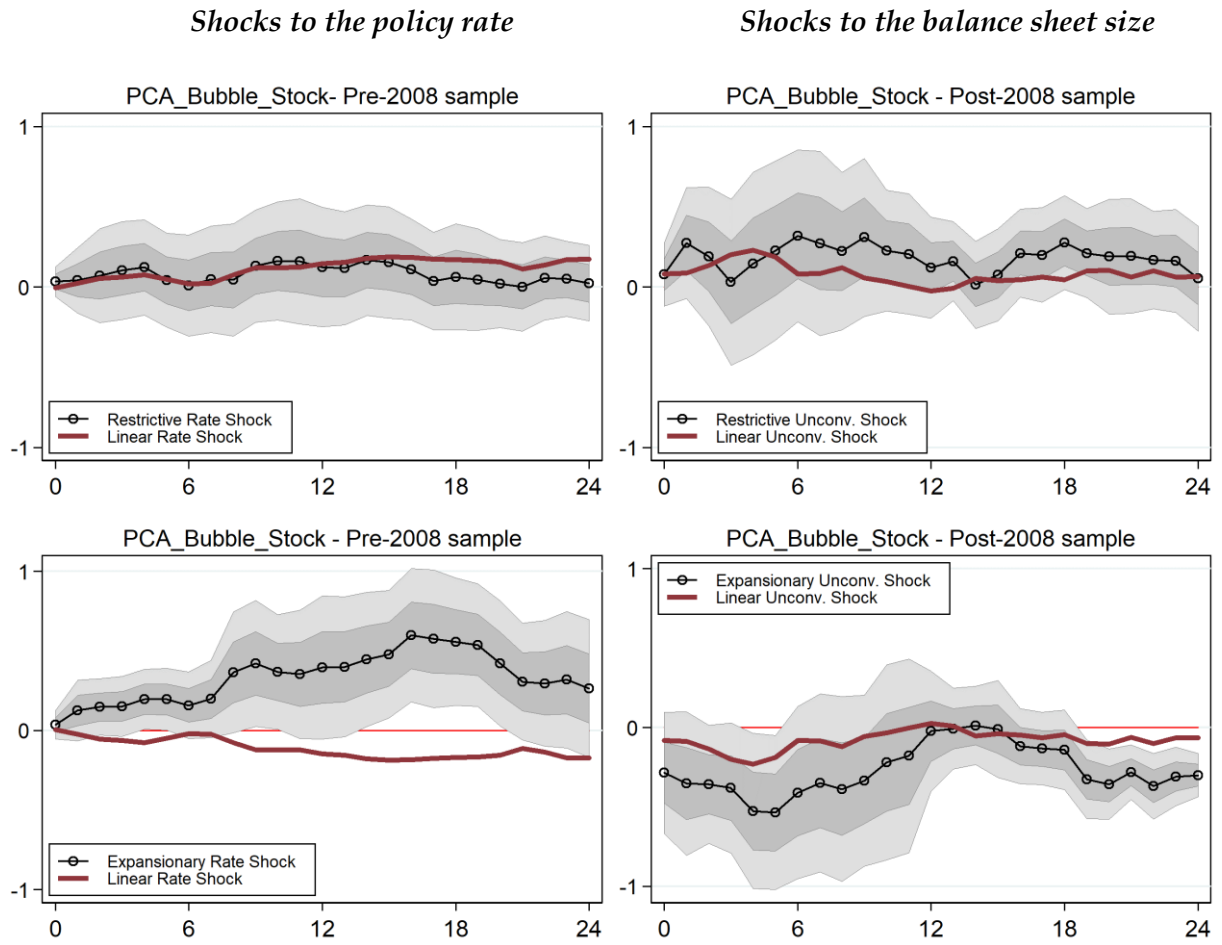 Shocks to the policy rate
Shocks to the balance sheet size
PCA_Bubble_Stock- Pre-2008 sample
1
0
-1
Restrictive Rate Shock
Linear Rate Shock
0 6 12 18 24
PCA_Bubble_Stock - Post-2008 sample
1
0
-1
Restrictive Unconv. Shock
Linear Unconv. Shock
0 6 12 18 24
PCA_Bubble_Stock - Pre-2008 sample
1
0
-1
Expansionary Rate Shock
Linear Rate Shock
0 6 12 18 24
PCA_Bubble_Stock - Post-2008 sample
1
Expansionary Unconv. Shock
Linear Unconv. Shock
0
-1
0 6 12 18 24